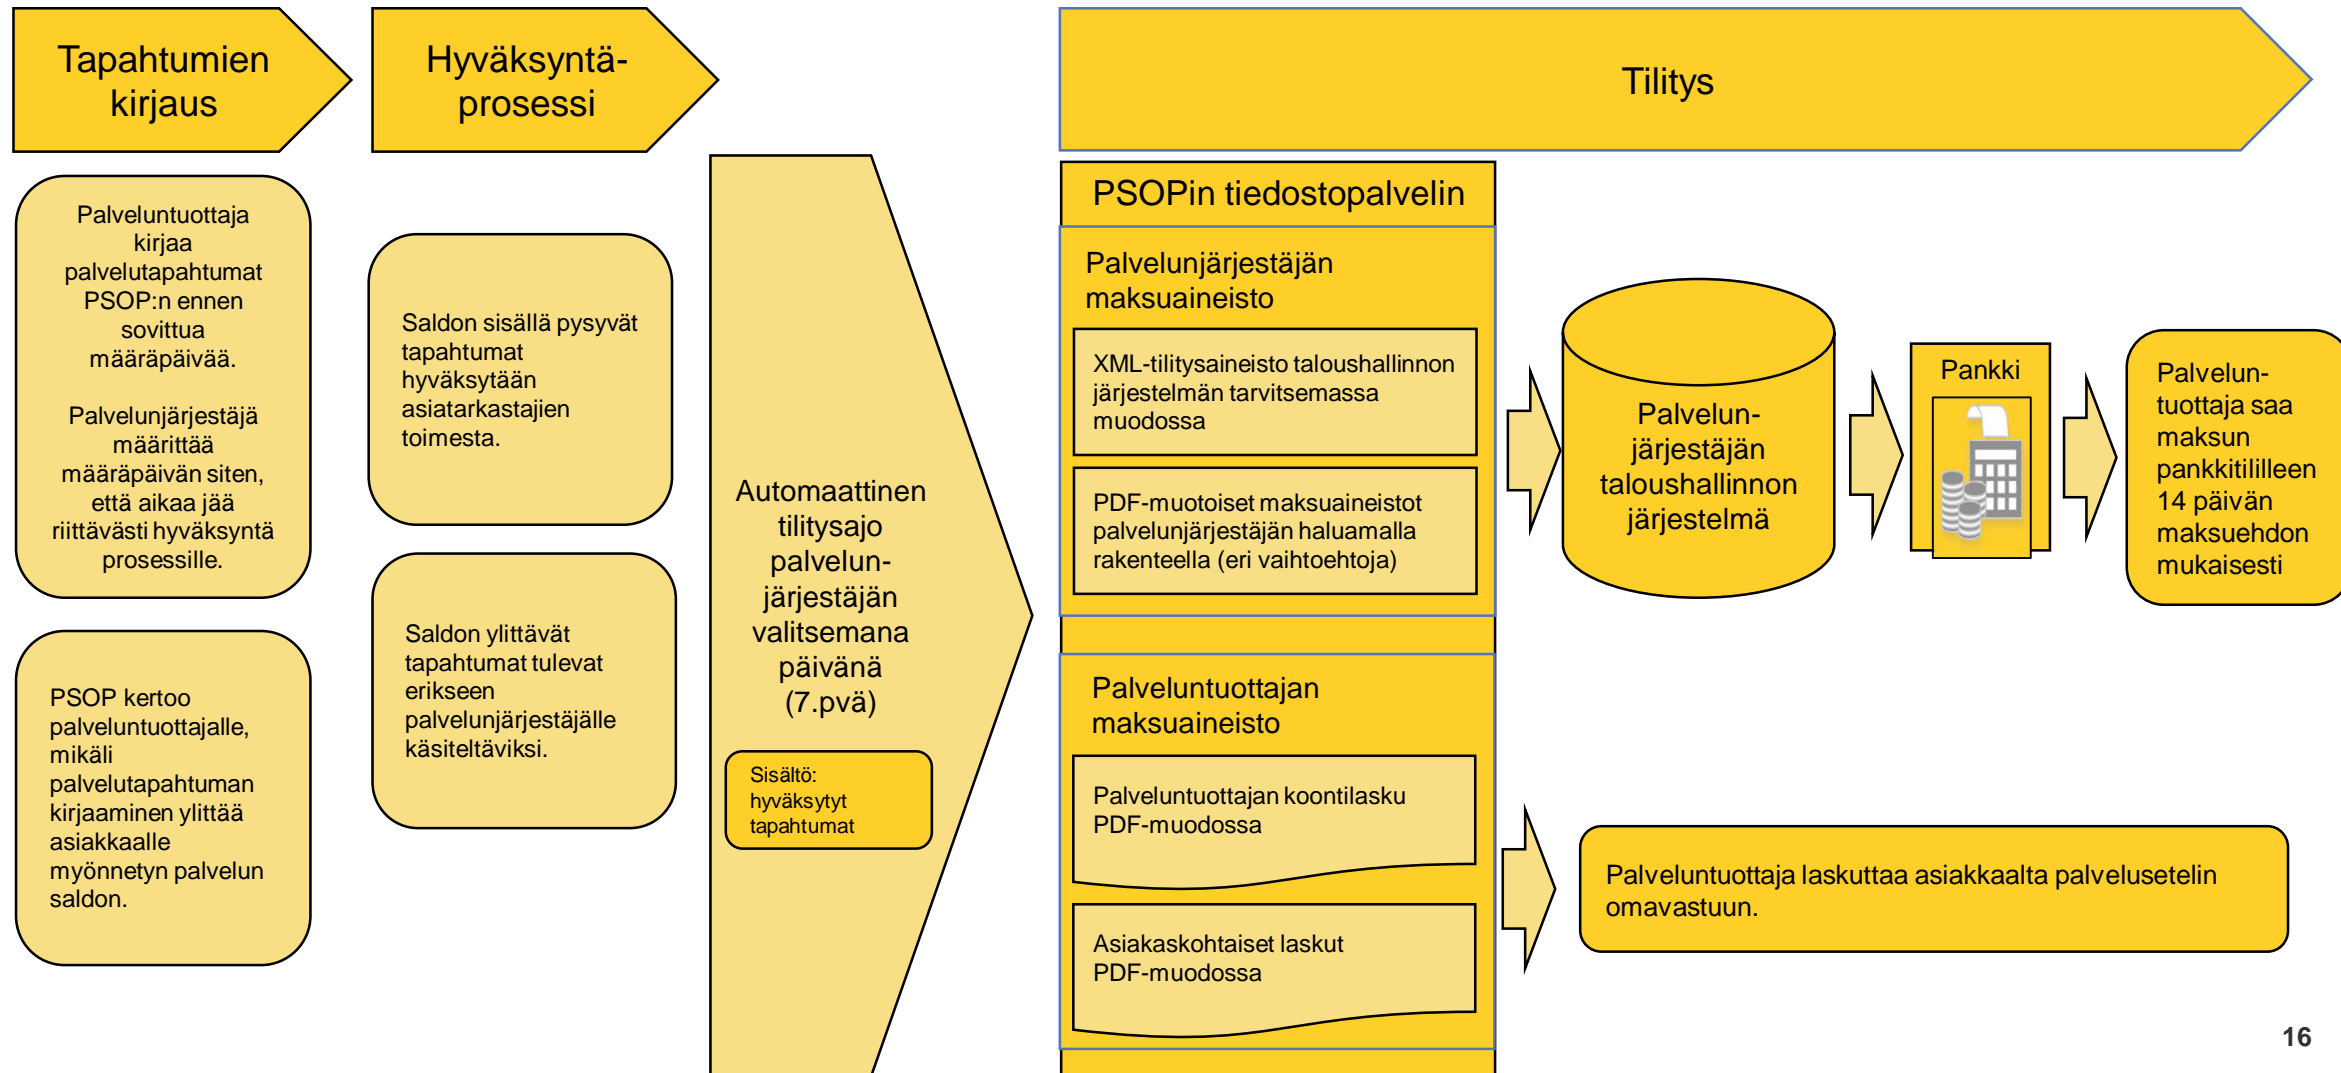 Tapahtumien
kirjaus
Hyväksyntä-
prosessi
Tilitys
Palveluntuottaja
kirjaa
palvelutapahtumat
PSOP:n ennen
sovittua
määräpäivää.
Palvelunjärjestäjä
määrittää
määräpäivän siten,
että aikaa jää
riittävästi hyväksyntä
prosessille.
PSOP kertoo
palveluntuottajalle,
mikäli
palvelutapahtuman
kirjaaminen ylittää
asiakkaalle
myönnetyn palvelun
saldon.
Saldon sisällä pysyvät
tapahtumat
hyväksytään
asiatarkastajien
toimesta.
Saldon ylittävät
tapahtumat tulevat
erikseen
palvelunjärjestäjälle
käsiteltäviksi.
Automaattinen
tilitysajo
palvelun-
järjestäjän
valitsemana
päivänä
(7.pvä)
Sisältö:
hyväksytyt
tapahtumat
PSOPin tiedostopalvelin
Palvelunjärjestäjän
maksuaineisto
XML-tilitysaineisto taloushallinnon
järjestelmän tarvitsemassa
muodossa
PDF-muotoiset maksuaineistot
palvelunjärjestäjän haluamalla
rakenteella (eri vaihtoehtoja)
Palveluntuottajan
maksuaineisto
Palveluntuottajan koontilasku
PDF-muodossa
Asiakaskohtaiset laskut
PDF-muodossa
Palvelun-
järjestäjän
taloushallinnon
järjestelmä
Pankki
Palvelun-
tuottaja saa
maksun
pankkitililleen
14 päivän
maksuehdon
mukaisesti
Palveluntuottaja laskuttaa asiakkaalta palvelusetelin
omavastuun.
16